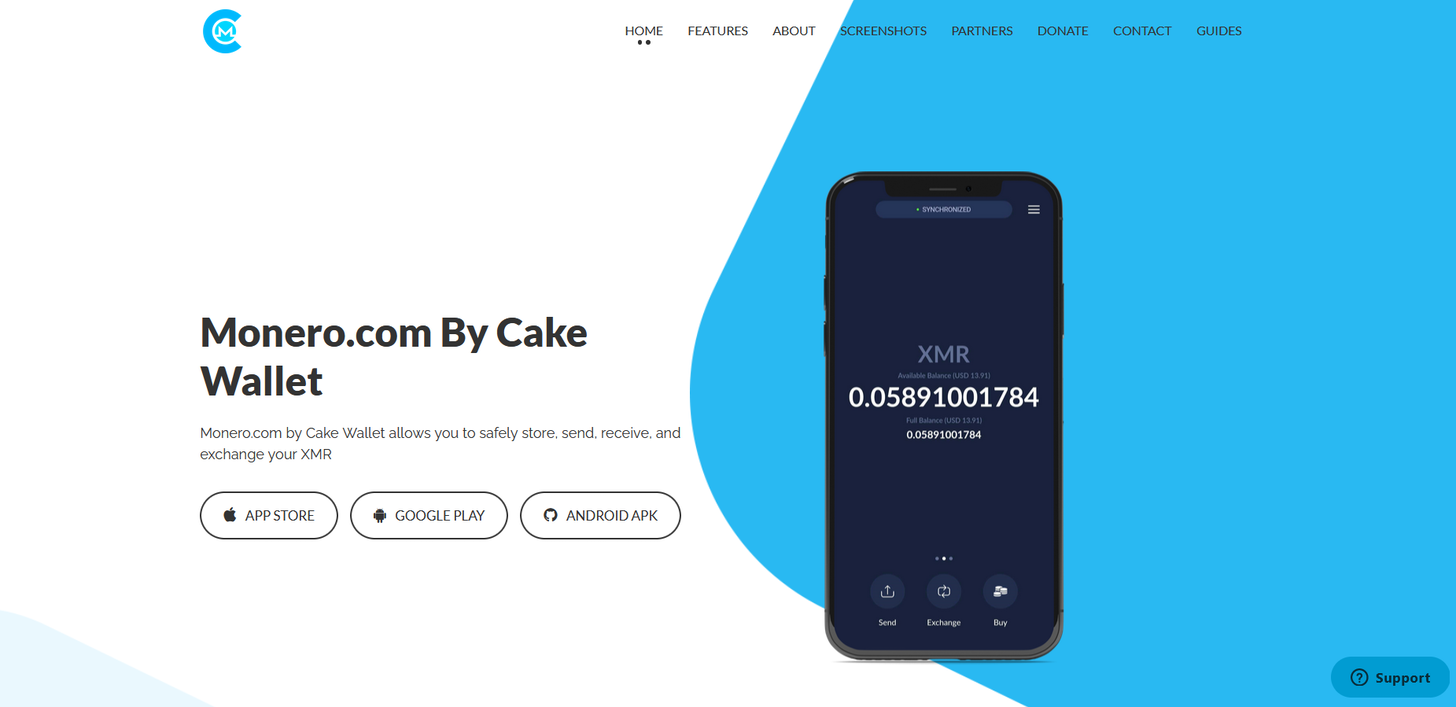 HOME FEATURES ABOUT SCREENSHOTS PARTNERS DONATE CONTACT GUIDES
Monero.com By Cake
Wallet
Monero.com by Cake Wallet allows you to safely store, send, receive, and
exchange your XMR
APP STORE GOOGLE PLAY ANDROID APK
SYNCHRONIZED
XMR
Available Balance (USD 13.91)
0.05891001784
Full Balance (USD 13.91)
0.05891001784
Send Exchange Buy
Support